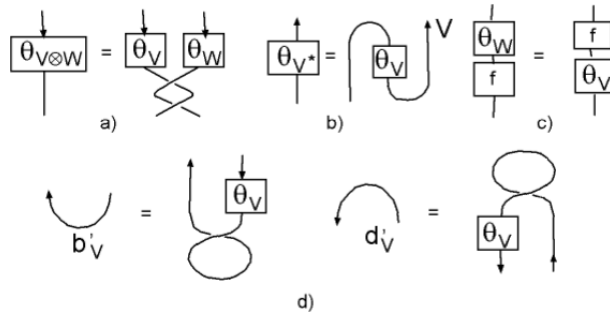 θV⊗W = θV θW
a)
θV* = θV V
b)
θW f = f θV
c)
b'V = θV
d'V = θV
d)